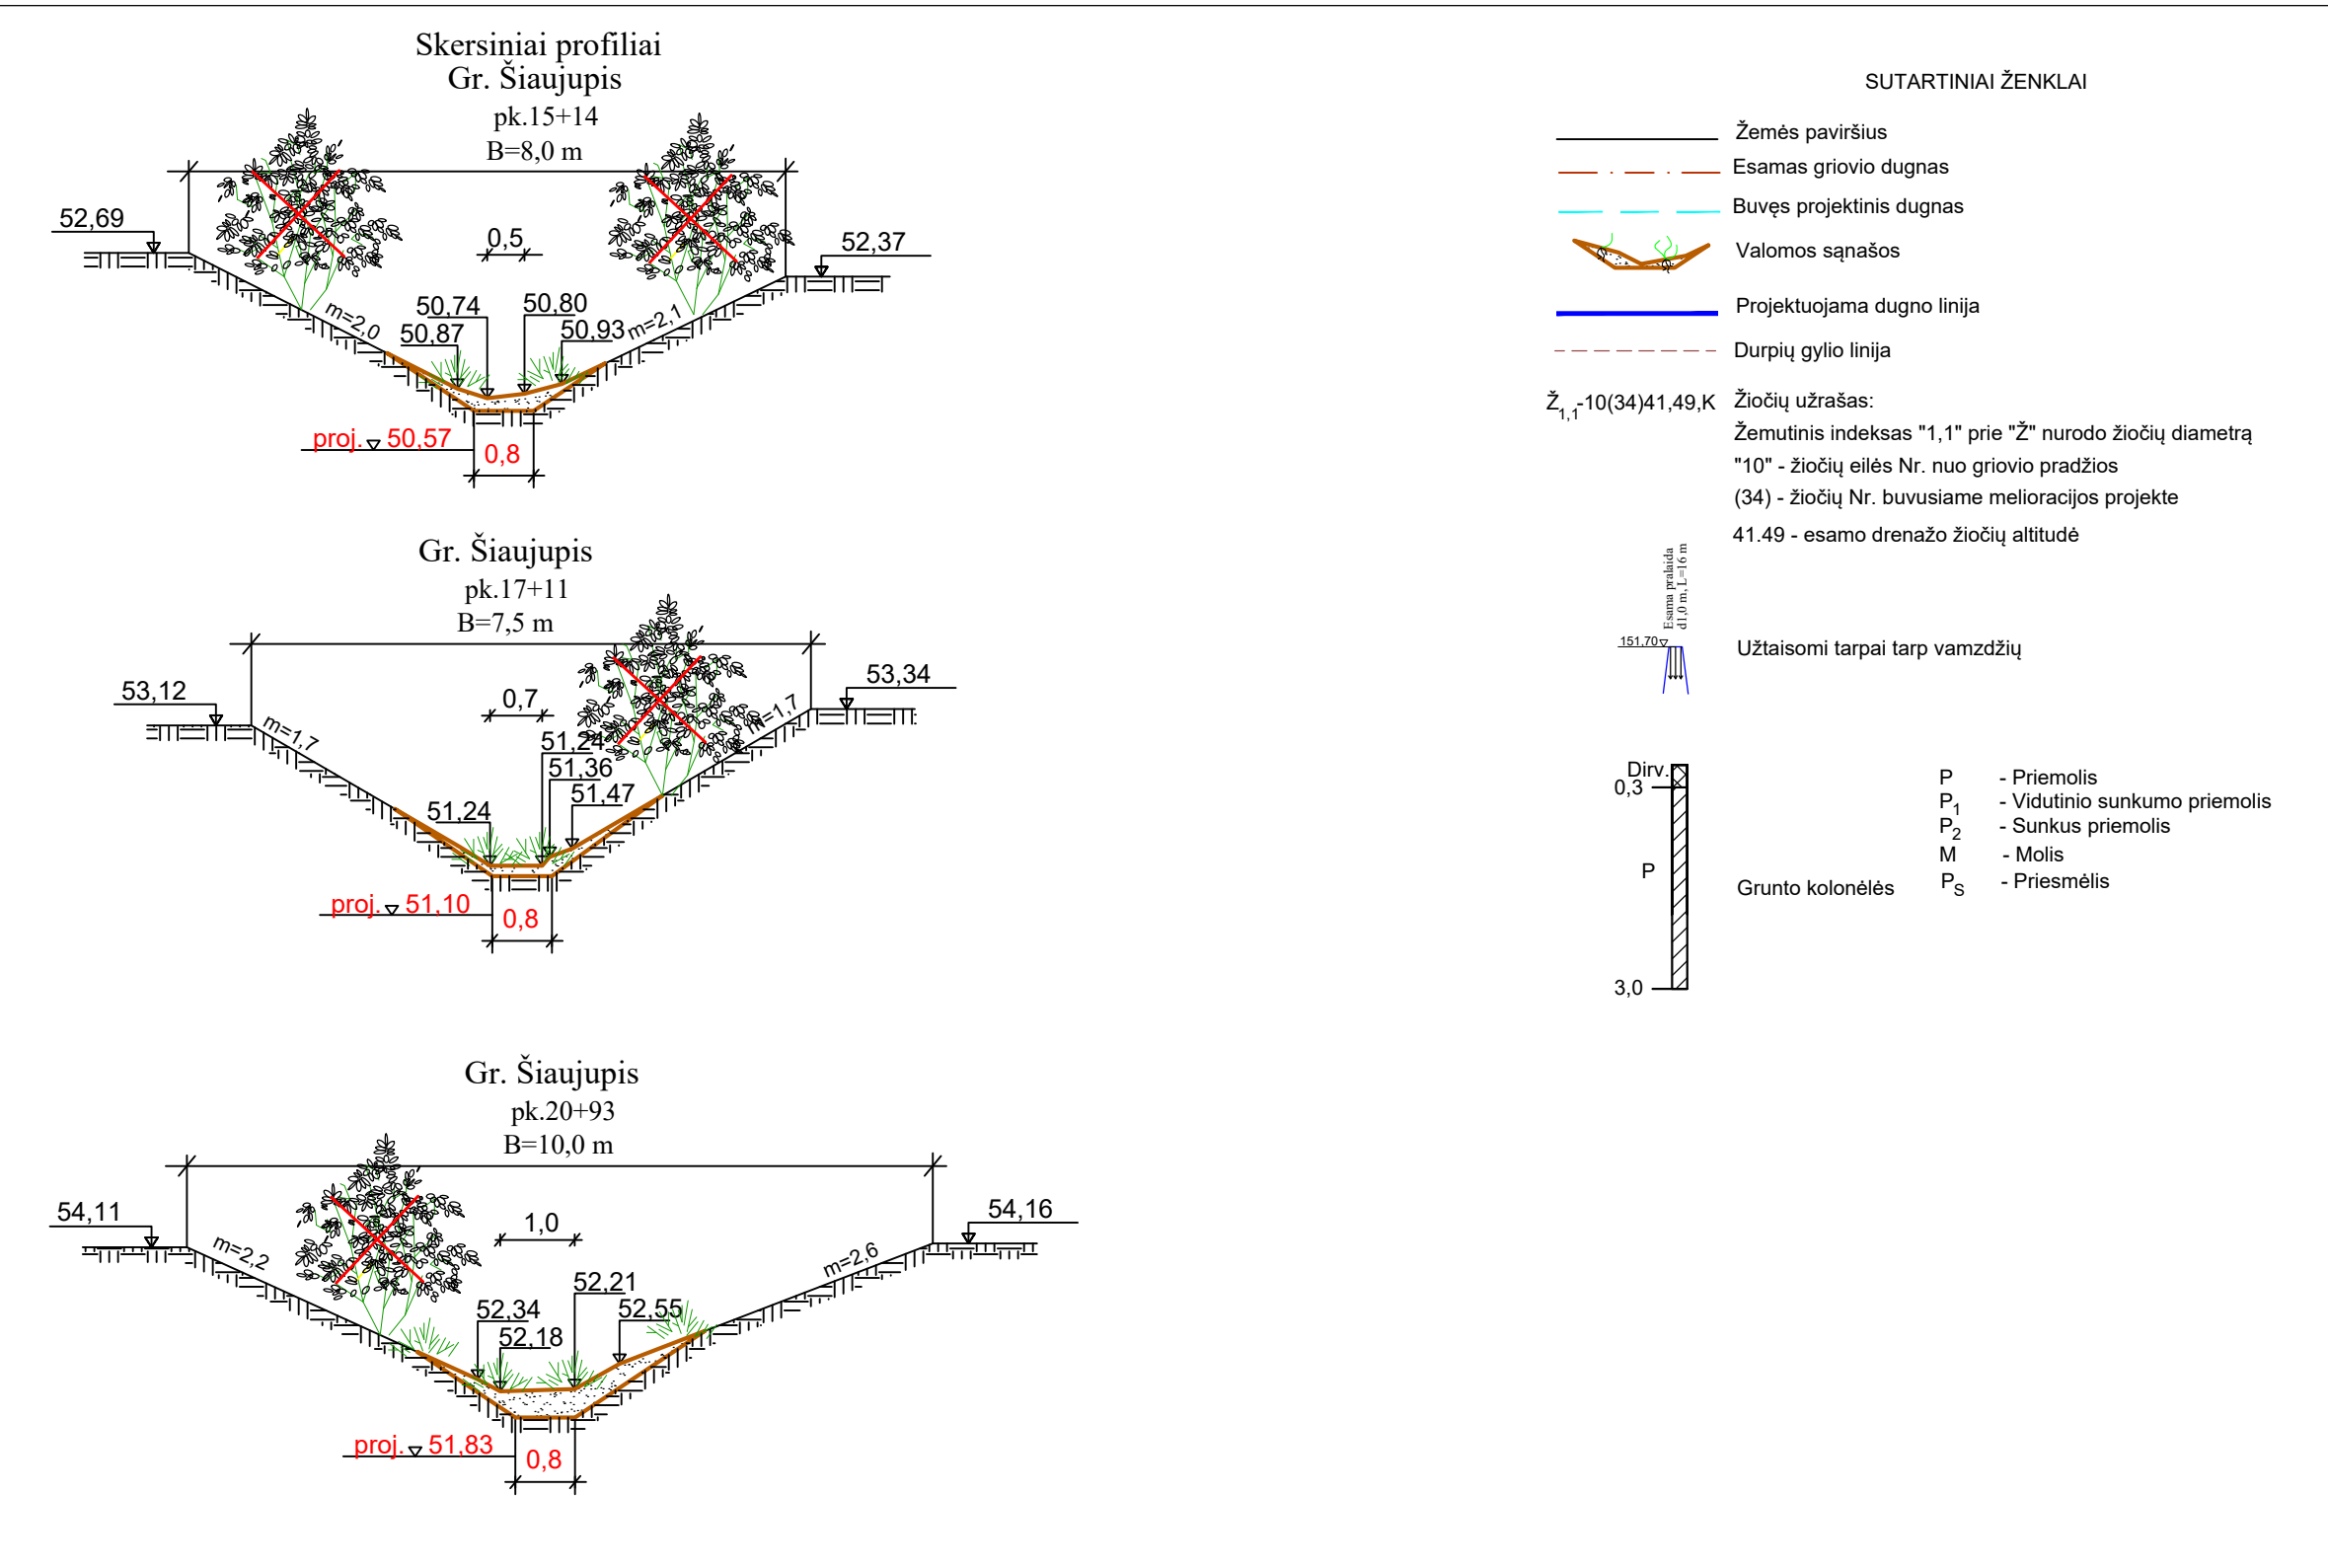 Skersiniai profiliai
Gr. Šiaujupis
pk.15+14
B=8,0 m
52,69
0,5
52,37
50,74
50,80
50,87
50,93
m=2,0
m=2,1
proj. 50,57
0,8
Gr. Šiaujupis
pk.17+11
B=7,5 m
53,12
0,7
53,34
m=1,7
m=1,7
51,24
51,36
51,47
51,24
proj. 51,10
0,8
Gr. Šiaujupis
pk.20+93
B=10,0 m
54,11
1,0
54,16
m=2,2
m=2,6
52,21
52,34
52,55
52,18
proj. 51,83
0,8
SUTARTINIAI ŽENKLAI
Žemės paviršius
Esamas griovio dugnas
Buvęs projektinis dugnas
Valomos sąnašos
Projektuojama dugno linija
Durpių gylio linija
Ž1,1-10(34)41,49,K Žiočių užrašas:
Žemutinis indeksas "1,1" prie "Ž" nurodo žiočių diametrą
"10" - žiočių eilės Nr. nuo griovio pradžios
(34) - žiočių Nr. buvusiame melioracijos projekte
41.49 - esamo drenažo žiočių altitudė
Esama pralaida
d1,0 m, L=16 m
151,70
Užtaisomi tarpai tarp vamzdžių
Dirv.
0,3
P
3,0
Grunto kolonėlės
P - Priemolis
P1 - Vidutinio sunkumo priemolis
P2 - Sunkus priemolis
M - Molis
PS - Priesmėlis